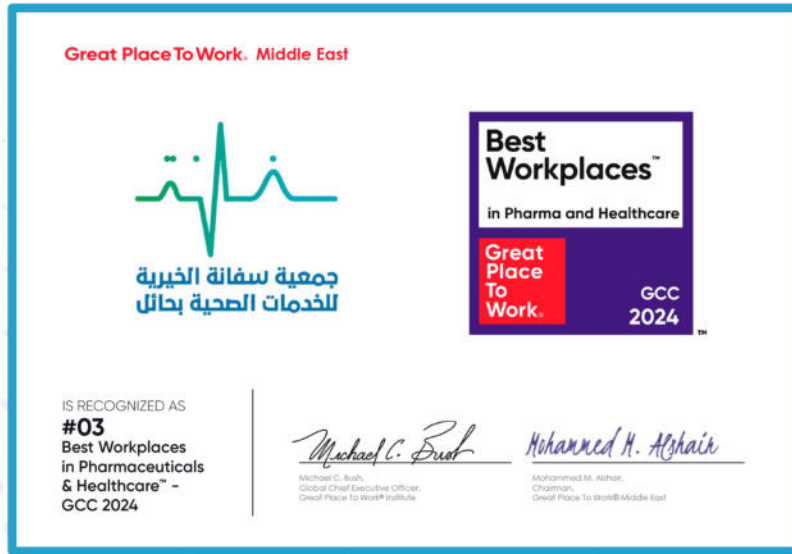 Great Place To Work® Middle East
جمعية سفانة الخيرية
للخدمات الصحية بحائل
Best
Workplaces™
in Pharma and Healthcare
Great
Place
To
Work®
GCC
2024
™
IS RECOGNIZED AS
#03
Best Workplaces
in Pharmaceuticals
& Healthcare™ –
GCC 2024
Michael C. Bush
Michael C. Bush,
Global Chief Executive Officer,
Great Place To Work® Institute
Mohammed M. Alshair
Mohammed M. Alshair,
Chairman,
Great Place To Work® Middle East